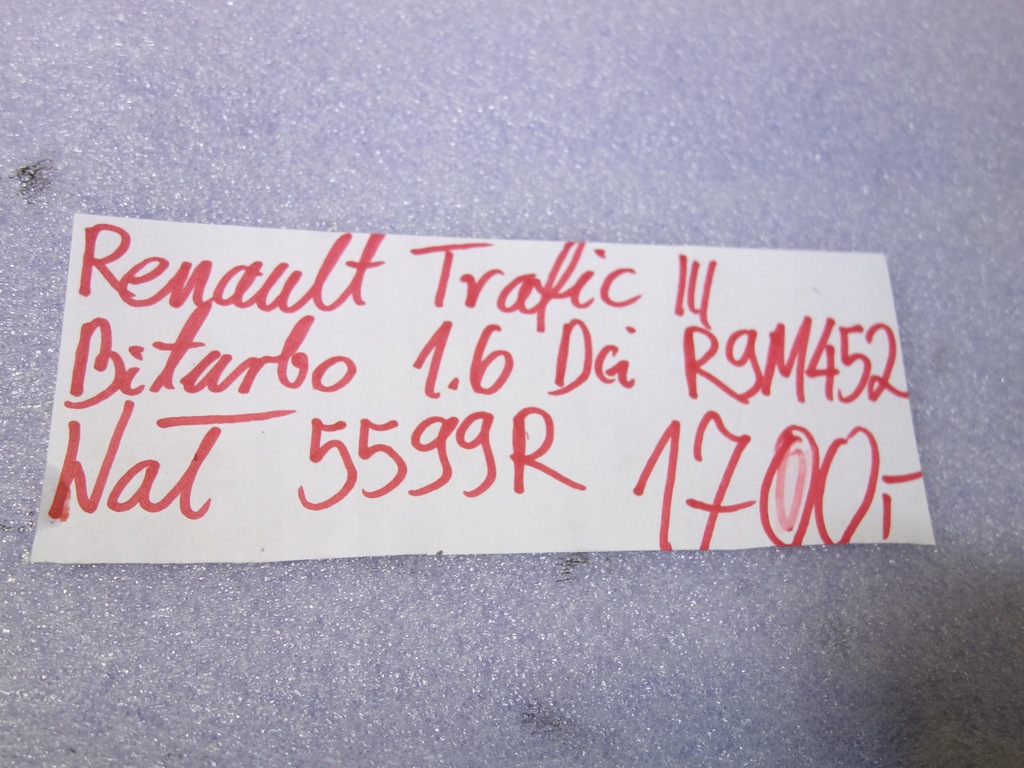 Renault Trafic III
Biturbo 1.6 Dci R9M452
Nat 5599R 1700,-